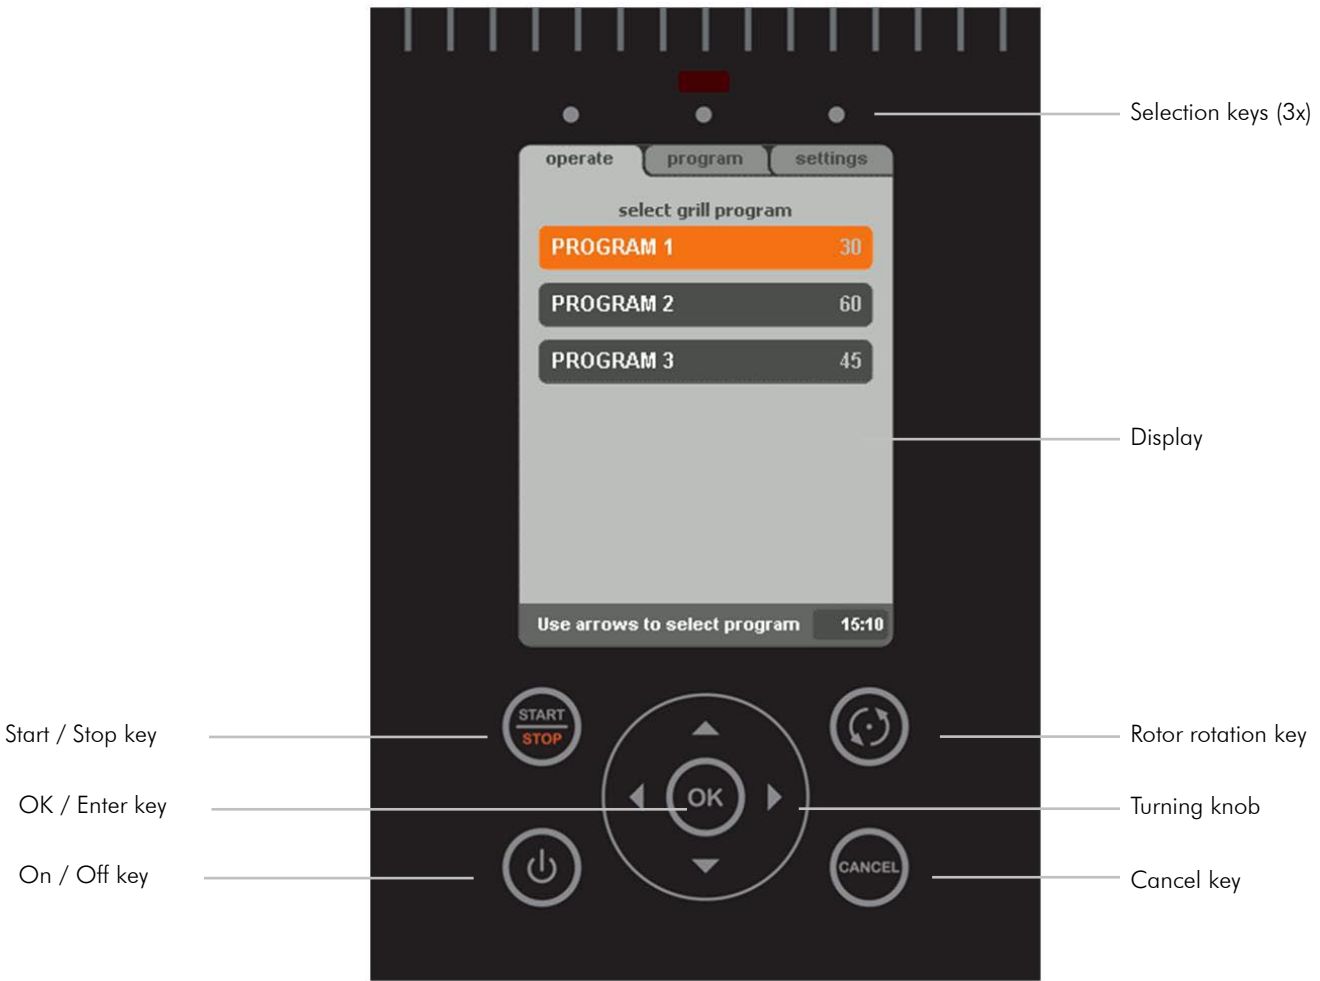 Selection keys (3x)
operate program settings
select grill program
PROGRAM 1 30
PROGRAM 2 60
PROGRAM 3 45
Display
Use arrows to select program 15:10
START
STOP
Start / Stop key
Rotor rotation key
OK / Enter key
OK
Turning knob
On / Off key
CANCEL
Cancel key